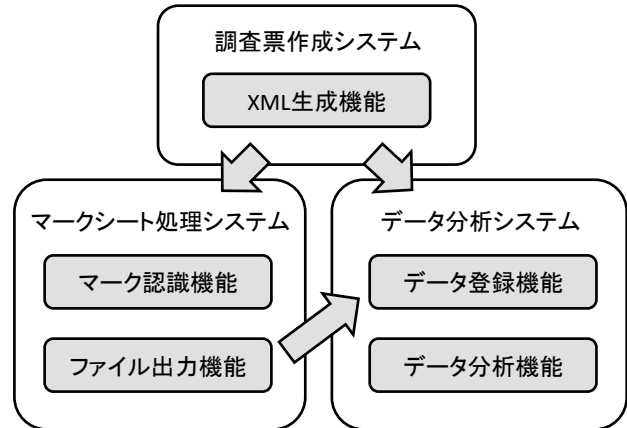 調査票作成システム
XML生成機能
マークシート処理システム
マーク認識機能
ファイル出力機能
データ分析システム
データ登録機能
データ分析機能